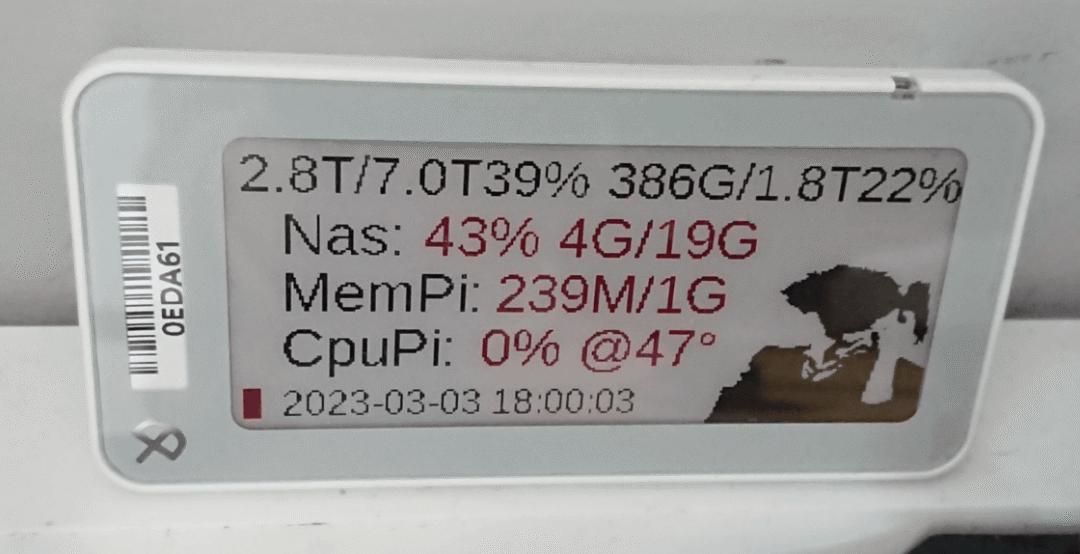 2.8T/7.0T39% 386G/1.8T22%
Nas: 43% 4G/19G
MemPi: 239M/1G
CpuPi: 0% @47°
2023-03-03 18:00:03
0EDA61